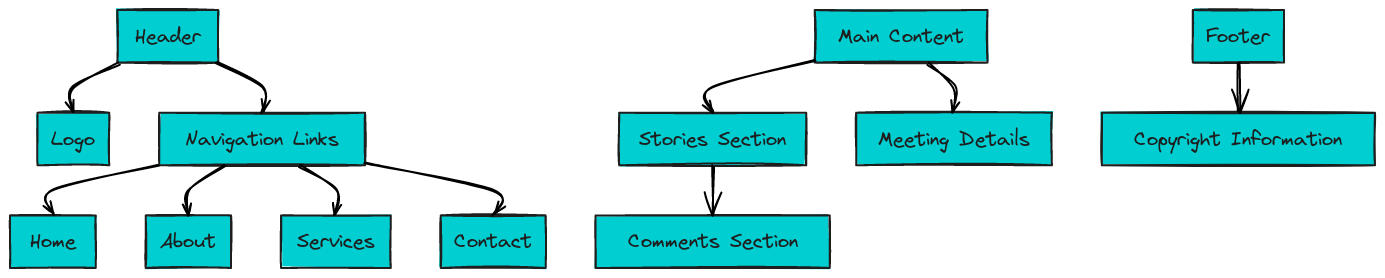 Header
Main Content
Footer
Logo
Navigation Links
Stories Section
Meeting Details
Copyright Information
Home
About
Services
Contact
Comments Section